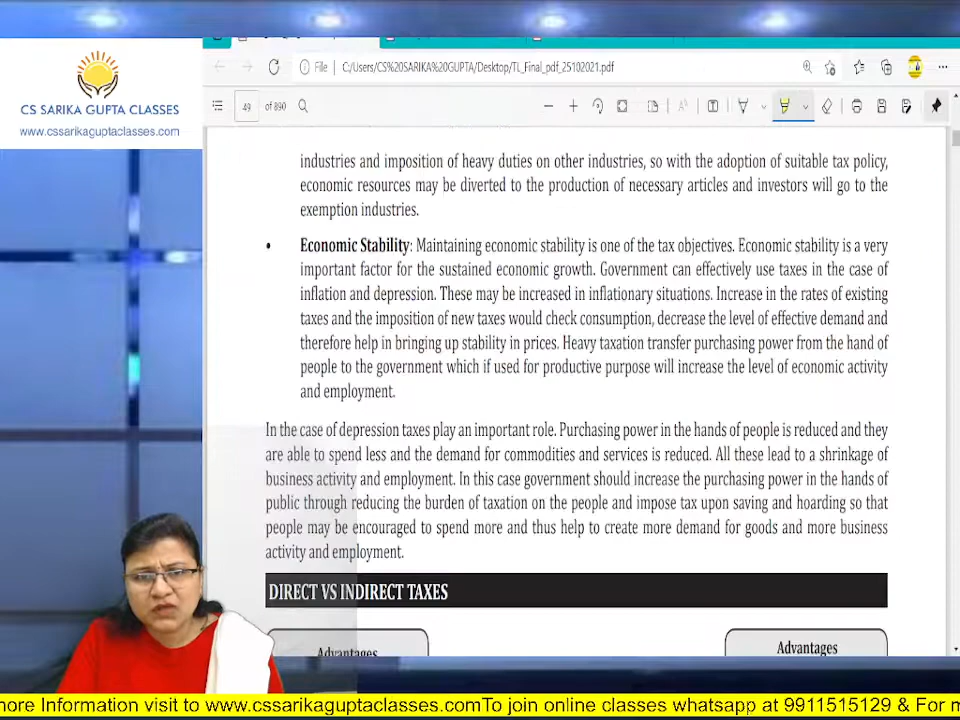 CS SARIKA GUPTA CLASSES
www.cssarikaguptaclasses.com
File C:/Users/CS%20SARIKA%20GUPTA/Desktop/TL_Final_pdf_25102021.pdf
49 of 890
industries and imposition of heavy duties on other industries, so with the adoption of suitable tax policy,
economic resources may be diverted to the production of necessary articles and investors will go to the
exemption industries.
• Economic Stability: Maintaining economic stability is one of the tax objectives. Economic stability is a very
important factor for the sustained economic growth. Government can effectively use taxes in the case of
inflation and depression. These may be increased in inflationary situations. Increase in the rates of existing
taxes and the imposition of new taxes would check consumption, decrease the level of effective demand and
therefore help in bringing up stability in prices. Heavy taxation transfer purchasing power from the hand of
people to the government which if used for productive purpose will increase the level of economic activity
and employment.
In the case of depression taxes play an important role. Purchasing power in the hands of people is reduced and they
are able to spend less and the demand for commodities and services is reduced. All these lead to a shrinkage of
business activity and employment. In this case government should increase the purchasing power in the hands of
public through reducing the burden of taxation on the people and impose tax upon saving and hoarding so that
people may be encouraged to spend more and thus help to create more demand for goods and more business
activity and employment.
DIRECT VS INDIRECT TAXES
Advantages Advantages
more Information visit to www.cssarikaguptaclasses.comTo join online classes whatsapp at 9911515129 & For m